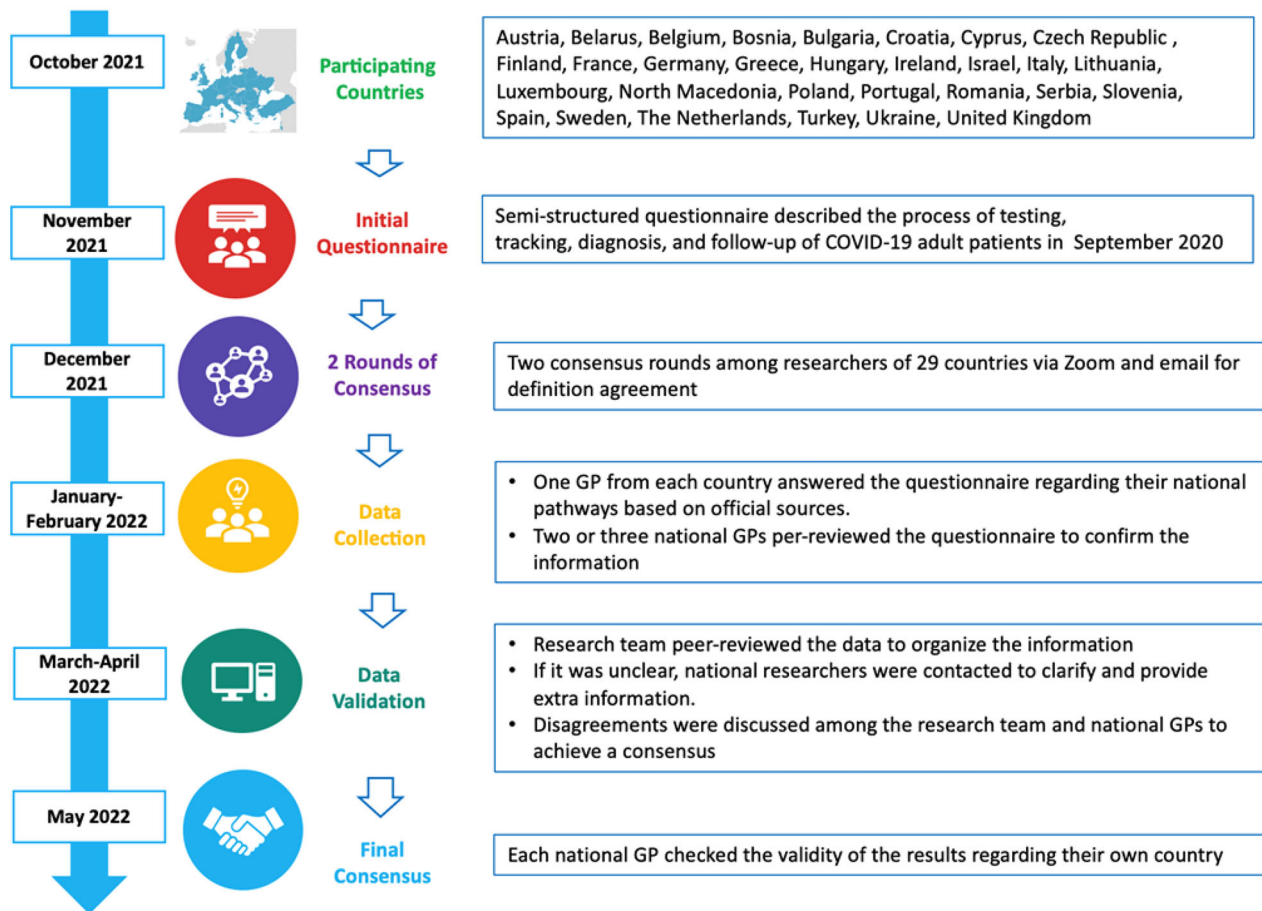 October 2021
Participating
Countries
Austria, Belarus, Belgium, Bosnia, Bulgaria, Croatia, Cyprus, Czech Republic ,
Finland, France, Germany, Greece, Hungary, Ireland, Israel, Italy, Lithuania,
Luxembourg, North Macedonia, Poland, Portugal, Romania, Serbia, Slovenia,
Spain, Sweden, The Netherlands, Turkey, Ukraine, United Kingdom
November
2021
Initial
Questionnaire
Semi-structured questionnaire described the process of testing,
tracking, diagnosis, and follow-up of COVID-19 adult patients in  September 2020
December
2021
2 Rounds of
Consensus
Two consensus rounds among researchers of 29 countries via Zoom and email for
definition agreement
January-
February 2022
Data
Collection
• One GP from each country answered the questionnaire regarding their national
pathways based on official sources.
• Two or three national GPs per-reviewed the questionnaire to confirm the
information
March-April
2022
Data
Validation
• Research team peer-reviewed the data to organize the information
• If it was unclear, national researchers were contacted to clarify and provide
extra information.
• Disagreements were discussed among the research team and national GPs to
achieve a consensus
May 2022
Final
Consensus
Each national GP checked the validity of the results regarding their own country